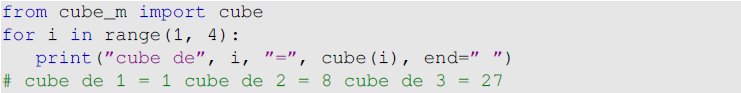 from cube_m import cube
for i in range(1, 4):
   print(”cube de”, i, ”=”, cube(i), end=” ”)
# cube de 1 = 1 cube de 2 = 8 cube de 3 = 27